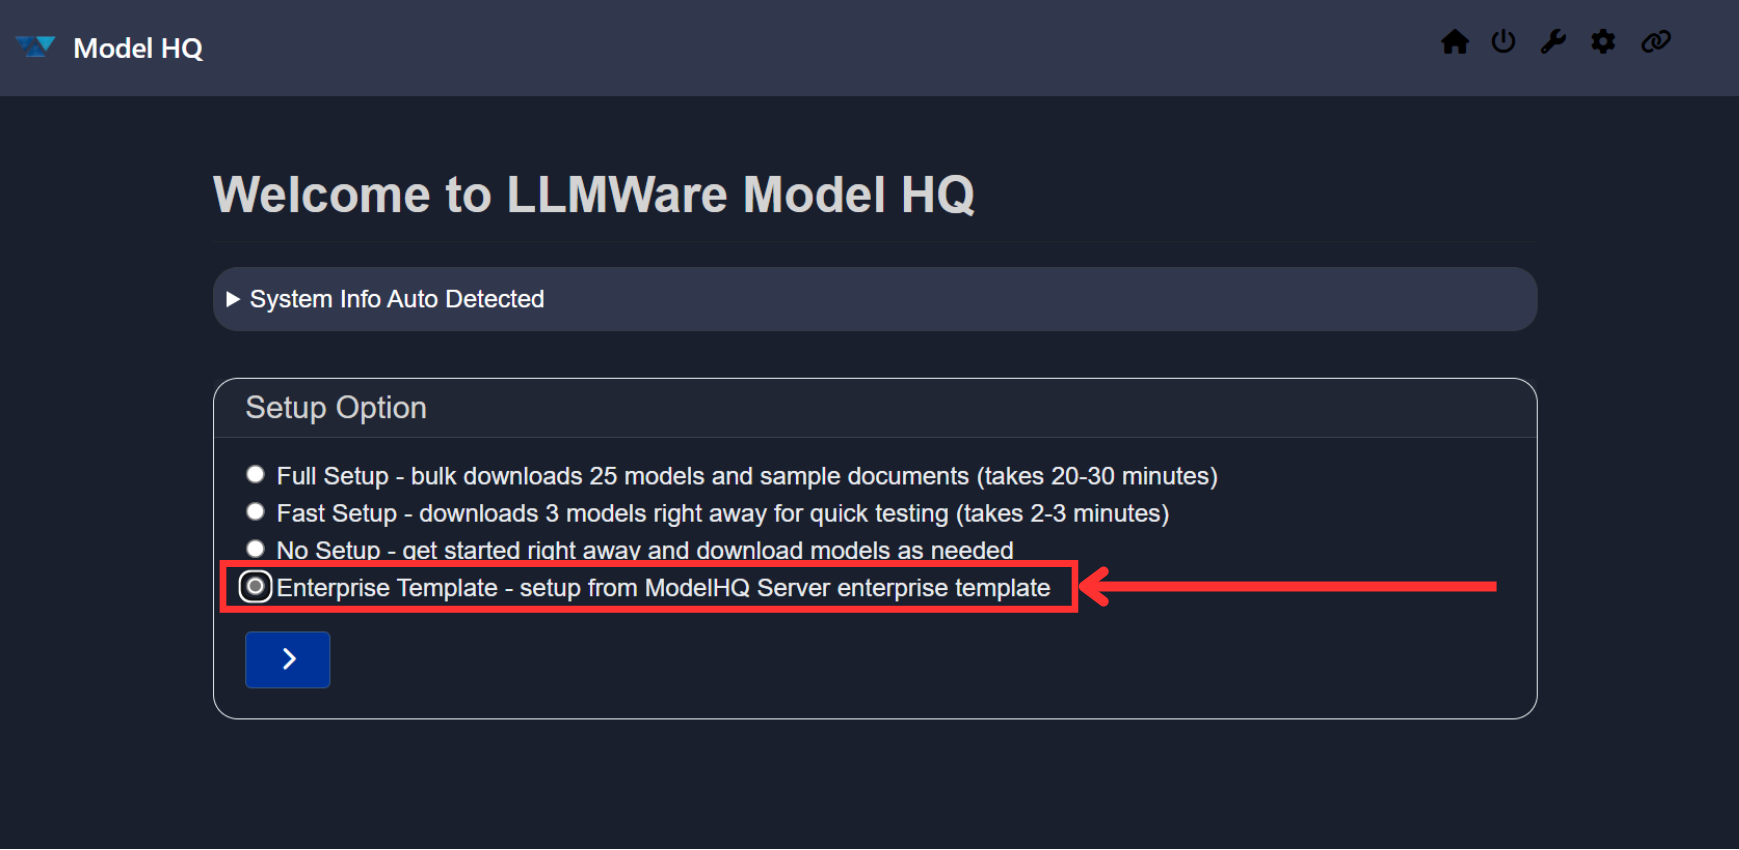 Model HQ
Welcome to LLMWare Model HQ
System Info Auto Detected
Setup Option
Full Setup - bulk downloads 25 models and sample documents (takes 20-30 minutes)
Fast Setup - downloads 3 models right away for quick testing (takes 2-3 minutes)
No Setup - get started right away and download models as needed
Enterprise Template - setup from ModelHQ Server enterprise template